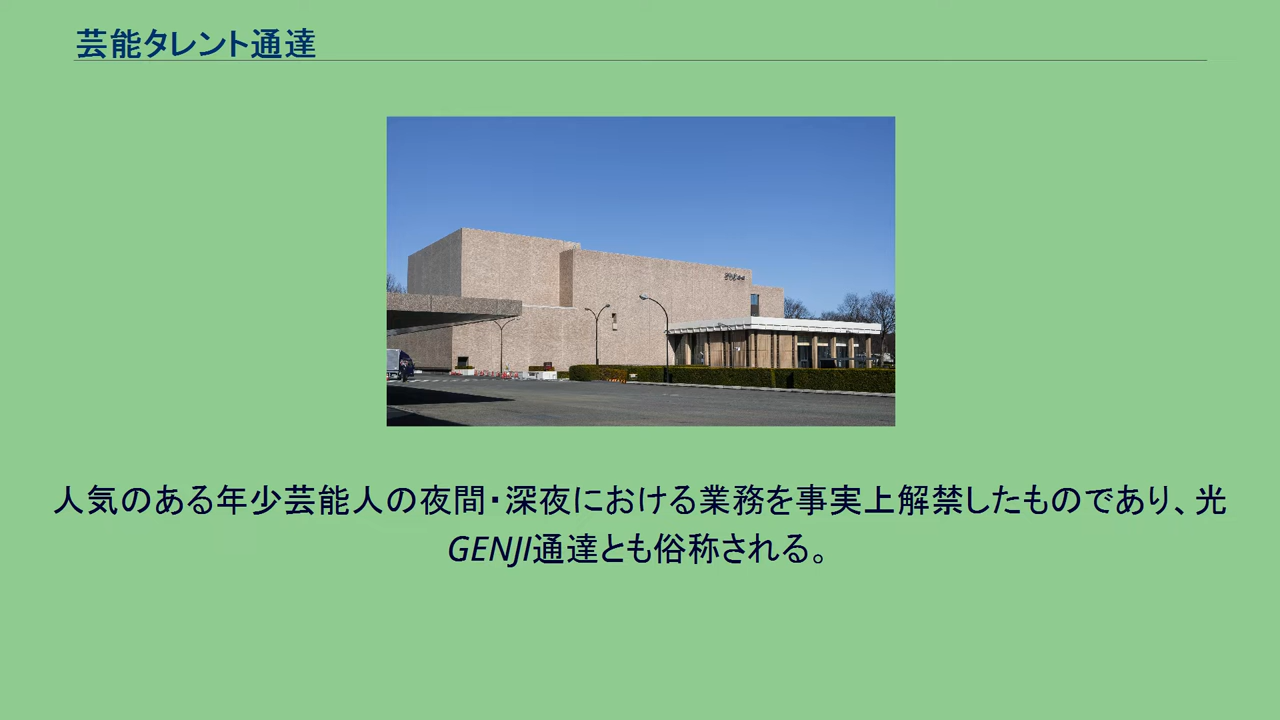 芸能タレント通達
人気のある年少芸能人の夜間・深夜における業務を事実上解禁したものであり、光
GENJI通達とも俗称される。